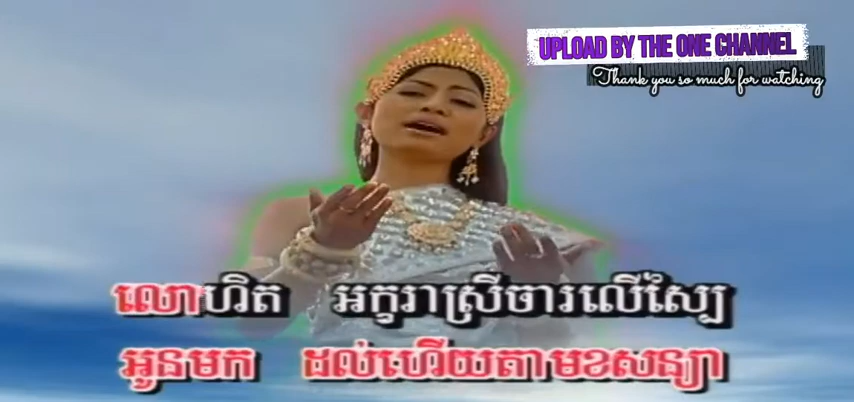 UPLOAD BY THE ONE CHANNEL
Thank you so much for watching
លោហិត អក្ខរាស្រីចារលើស្បៃ
អូនមក ដល់ហើយតាមខសន្យា